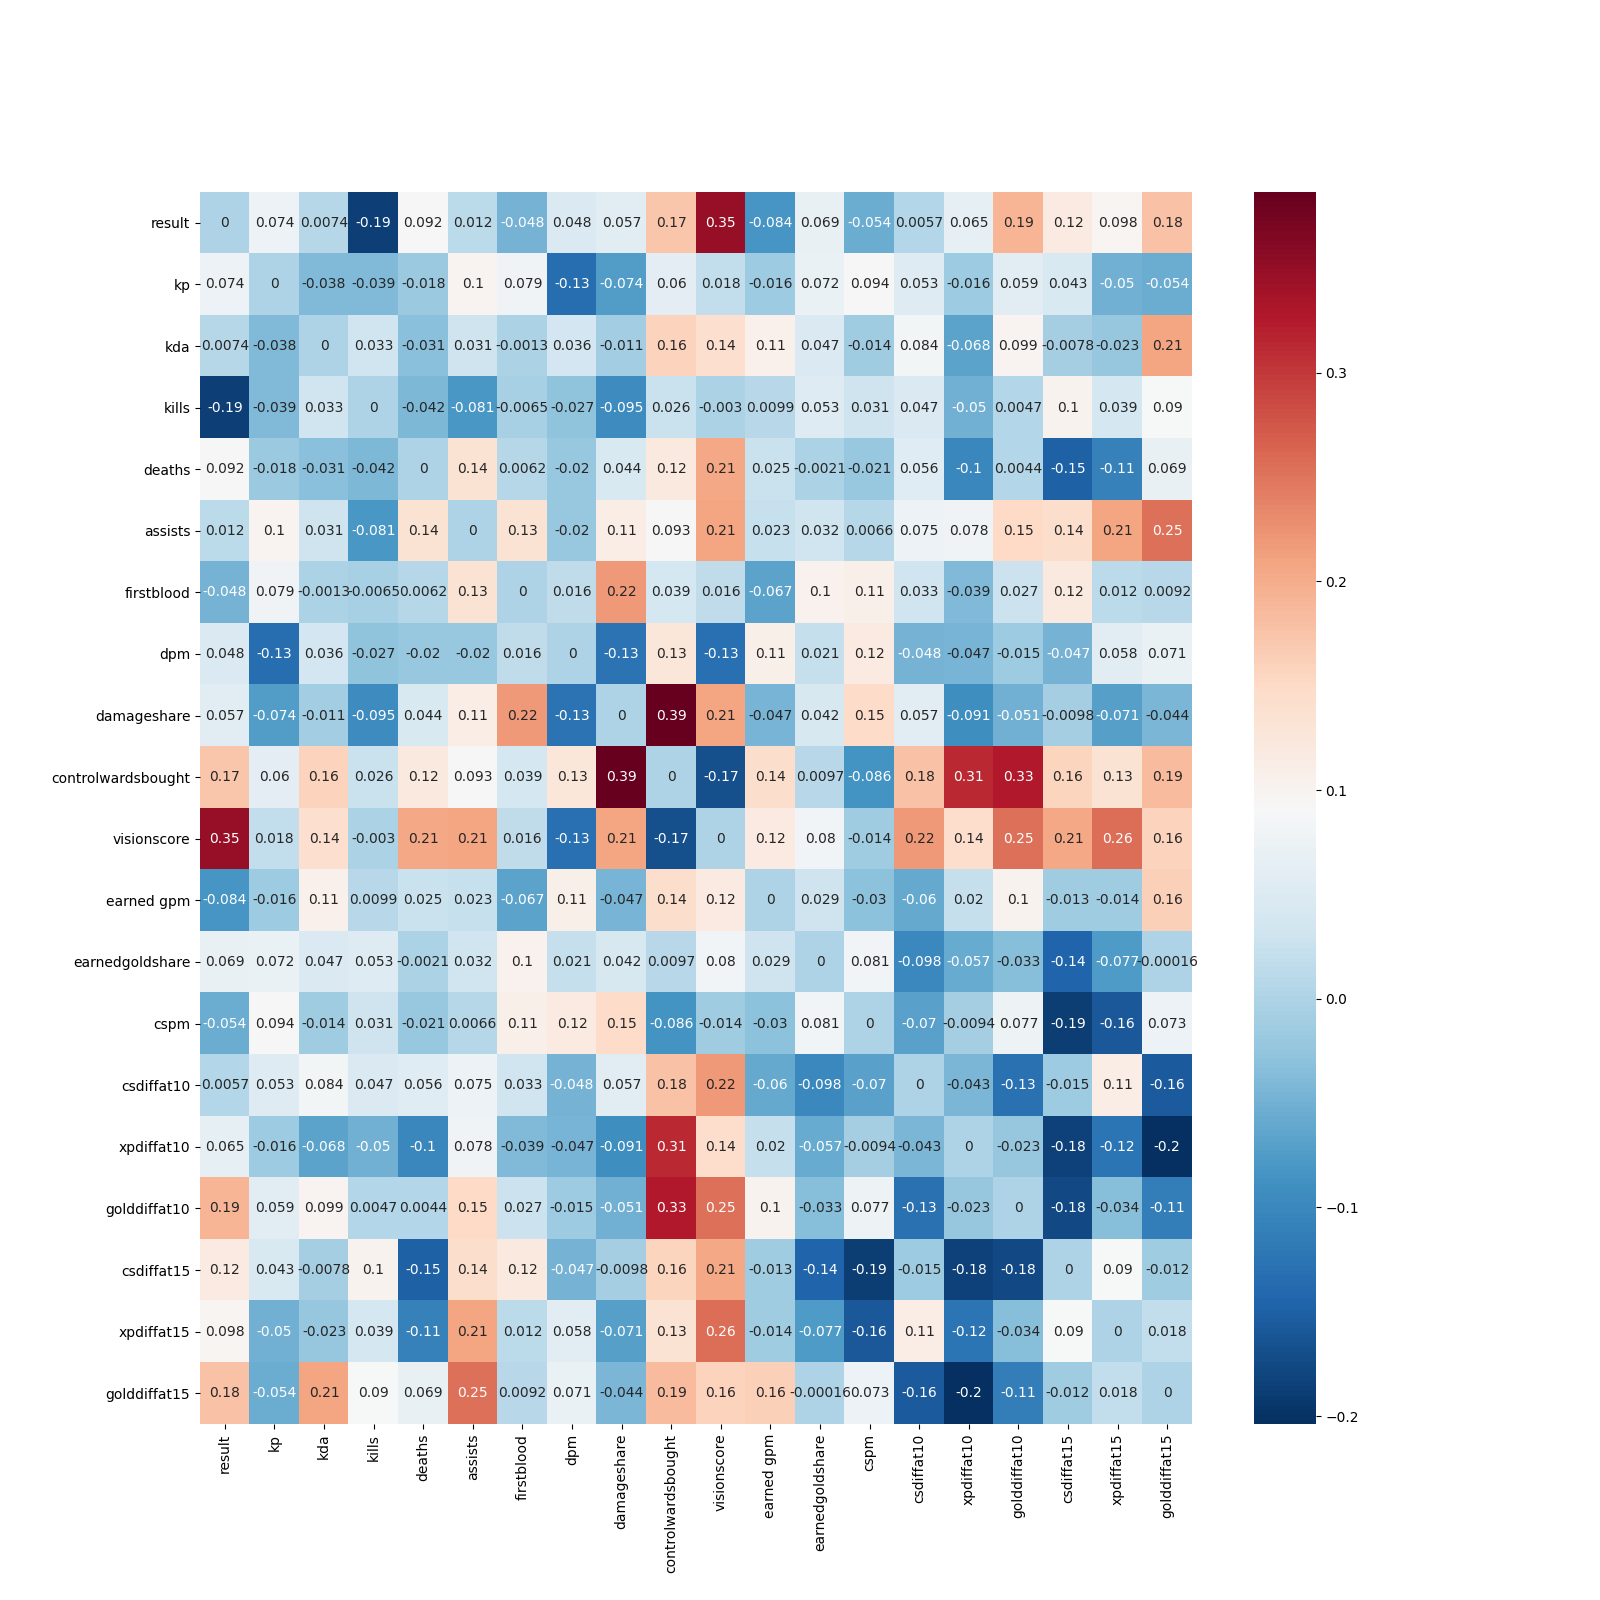 result 0 0.074 0.0074 -0.19 0.092 0.012 -0.048 0.048 0.057 0.17 0.35 -0.084 0.069 -0.054 0.0057 0.065 0.19 0.12 0.098 0.18
kp 0.074 0 -0.038 -0.039 -0.018 0.1 0.079 -0.13 -0.074 0.06 0.018 -0.016 0.072 0.094 0.053 -0.016 0.059 0.043 -0.05 -0.054
kda 0.0074 -0.038 0 0.033 -0.031 0.031 -0.0013 0.036 -0.011 0.16 0.14 0.11 0.047 -0.014 0.084 -0.068 0.099 -0.0078 -0.023 0.21
kills -0.19 -0.039 0.033 0 -0.042 -0.081 -0.0065 -0.027 -0.095 0.026 -0.003 0.0099 0.053 0.031 0.047 -0.05 0.0047 0.1 0.039 0.09
deaths 0.092 -0.018 -0.031 -0.042 0 0.14 0.0062 -0.02 0.044 0.12 0.21 0.025 -0.0021 -0.021 0.056 -0.1 0.0044 -0.15 -0.11 0.069
assists 0.012 0.1 0.031 -0.081 0.14 0 0.13 -0.02 0.11 0.093 0.21 0.023 0.032 0.0066 0.075 0.078 0.15 0.14 0.21 0.25
firstblood -0.048 0.079 -0.0013 -0.0065 0.0062 0.13 0 0.016 0.22 0.039 0.016 -0.067 0.1 0.11 0.033 -0.039 0.027 0.12 0.012 0.0092
dpm 0.048 -0.13 0.036 -0.027 -0.02 -0.02 0.016 0 -0.13 0.13 -0.13 0.11 0.021 0.12 -0.048 -0.047 -0.015 -0.047 0.058 0.071
damageshare 0.057 -0.074 -0.011 -0.095 0.044 0.11 0.22 -0.13 0 0.39 0.21 -0.047 0.042 0.15 0.057 -0.091 -0.051 -0.0098 -0.071 -0.044
controlwardsbought 0.17 0.06 0.16 0.026 0.12 0.093 0.039 0.13 0.39 0 -0.17 0.14 0.0097 -0.086 0.18 0.31 0.33 0.16 0.13 0.19
visionscore 0.35 0.018 0.14 -0.003 0.21 0.21 0.016 -0.13 0.21 -0.17 0 0.12 0.08 -0.014 0.22 0.14 0.25 0.21 0.26 0.16
earned gpm -0.084 -0.016 0.11 0.0099 0.025 0.023 -0.067 0.11 -0.047 0.14 0.12 0 0.029 -0.03 -0.06 0.02 0.1 -0.013 -0.014 0.16
earnedgoldshare 0.069 0.072 0.047 0.053 -0.0021 0.032 0.1 0.021 0.042 0.0097 0.08 0.029 0 0.081 -0.098 -0.057 -0.033 -0.14 -0.077 -0.00016
cspm -0.054 0.094 -0.014 0.031 -0.021 0.0066 0.11 0.12 0.15 -0.086 -0.014 -0.03 0.081 0 -0.07 -0.0094 0.077 -0.19 -0.16 0.073
csdiffat10 0.0057 0.053 0.084 0.047 0.056 0.075 0.033 -0.048 0.057 0.18 0.22 -0.06 -0.098 -0.07 0 -0.043 -0.13 -0.015 0.11 -0.16
xpdiffat10 0.065 -0.016 -0.068 -0.05 -0.1 0.078 -0.039 -0.047 -0.091 0.31 0.14 0.02 -0.057 -0.0094 -0.043 0 -0.023 -0.18 -0.12 -0.2
golddiffat10 0.19 0.059 0.099 0.0047 0.0044 0.15 0.027 -0.015 -0.051 0.33 0.25 0.1 -0.033 0.077 -0.13 -0.023 0 -0.18 -0.034 -0.11
csdiffat15 0.12 0.043 -0.0078 0.1 -0.15 0.14 0.12 -0.047 -0.0098 0.16 0.21 -0.013 -0.14 -0.19 -0.015 -0.18 -0.18 0 0.09 -0.012
xpdiffat15 0.098 -0.05 -0.023 0.039 -0.11 0.21 0.012 0.058 -0.071 0.13 0.26 -0.014 -0.077 -0.16 0.11 -0.12 -0.034 0.09 0 0.018
golddiffat15 0.18 -0.054 0.21 0.09 0.069 0.25 0.0092 0.071 -0.044 0.19 0.16 0.16 -0.00016 0.073 -0.16 -0.2 -0.11 -0.012 0.018 0
result kp kda kills deaths assists firstblood dpm damageshare controlwardsbought visionscore earned gpm earnedgoldshare cspm csdiffat10 xpdiffat10 golddiffat10 csdiffat15 xpdiffat15 golddiffat15
0.3
0.2
0.1
0.0
−0.1
−0.2